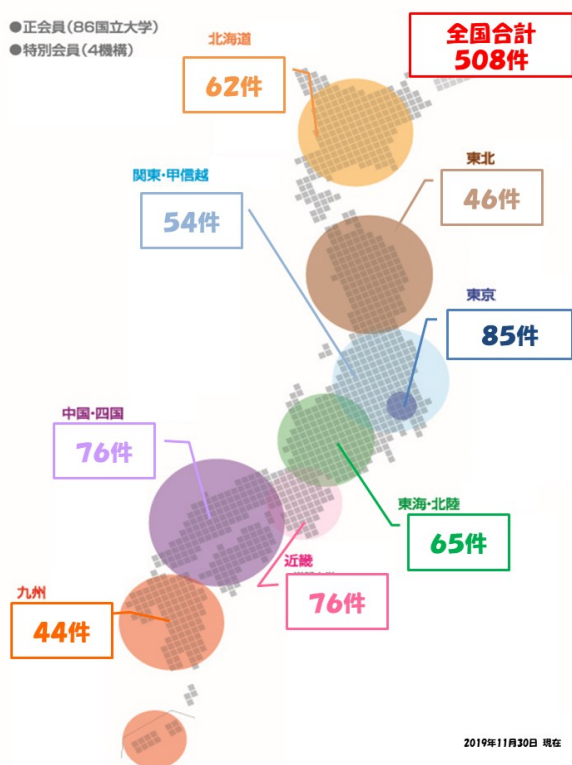 ●正会員(86国立大学)
●特別会員(4機構)
全国合計
508件
北海道
62件
東北
46件
関東・甲信越
54件
東京
85件
中国・四国
76件
東海・北陸
65件
近畿
76件
九州
44件
2019年11月30日 現在